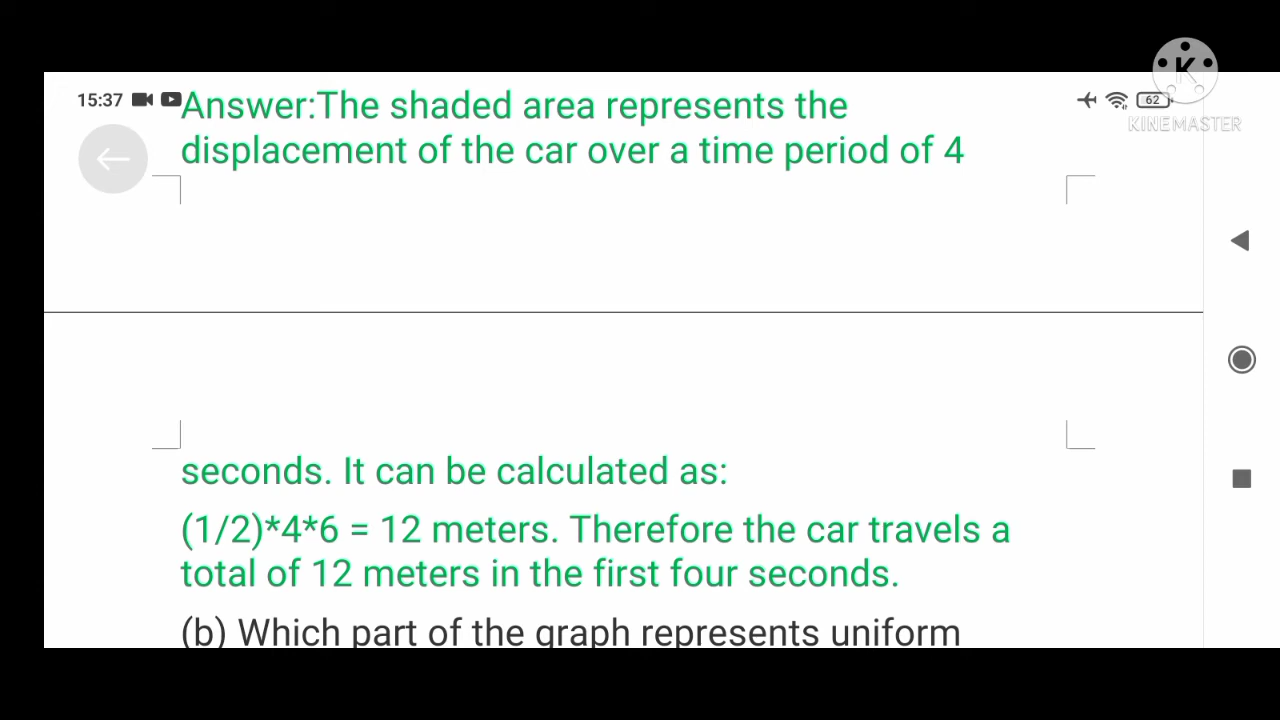 15:37
Answer:The shaded area represents the
62
K
KINEMASTER
displacement of the car over a time period of 4
seconds. It can be calculated as:
(1/2)*4*6 = 12 meters. Therefore the car travels a
total of 12 meters in the first four seconds.
(b) Which part of the graph represents uniform